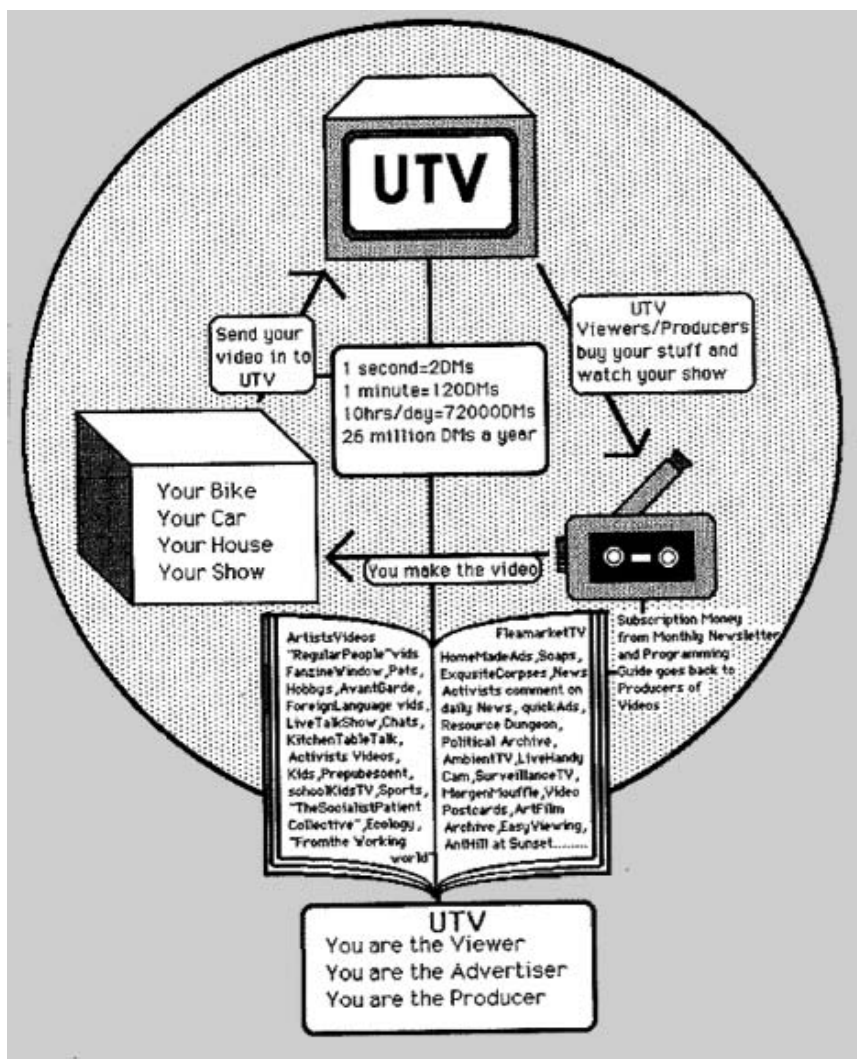 UTV
Send your
video in to
UTV
1 second=2DMs
1 minute=120DMs
10hrs/day=72000DMs
26 million DMs a year
UTV
Viewers/Producers
buy your stuff and
watch your show
Your Bike
Your Car
Your House
Your Show
You make the video
Subscription Money
from Monthly Newsletter
and Programming
Guide goes back to
Producers of
Videos
ArtistsVideos
"RegularPeople"vids
FanzineWindow,Pets,
Hobbys,AvantGarde,
ForeignLanguage vids,
LiveTalkShow,Chats,
KitchenTableTalk,
Activists Videos,
Kids,Prepubesent,
schoolKidsTV,Sports,
"TheSocialistPatient
Collective",Ecology,
"Fromthe Working
world"
FleamarketTV
HomeMadeAds,Soaps,
ExqusiteCorpses,News
Activists comment on
daily News, quickAds,
Resource Dungeon,
Political Archive,
AmbientTV,LiveHandy
Cam,SurveillanceTV,
MorgenMouffle,Video
Postcards,ArtFilm
Archive,EasyViewing,
AntHill at Sunset.........
UTV
You are the Viewer
You are the Advertiser
You are the Producer